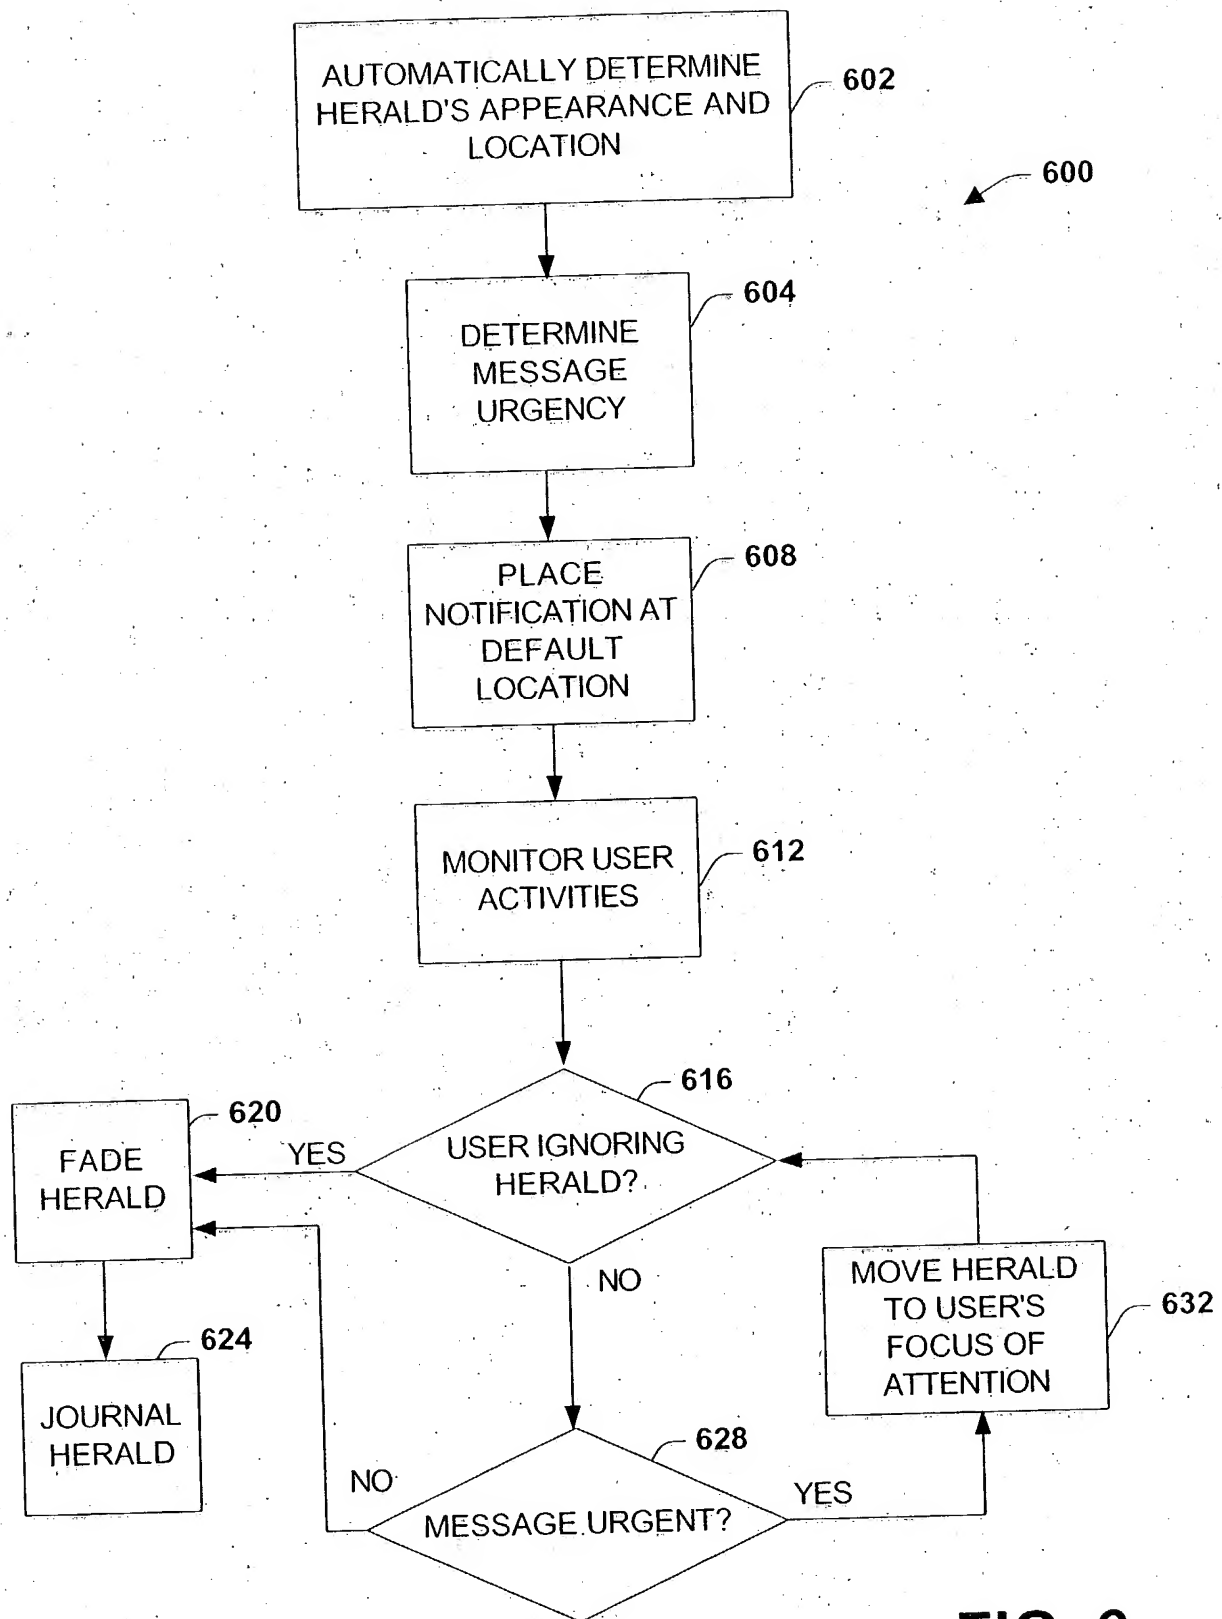 AUTOMATICALLY DETERMINE
HERALD'S APPEARANCE AND
LOCATION
602
600
DETERMINE
MESSAGE
URGENCY
604
PLACE
NOTIFICATION AT
DEFAULT
LOCATION
608
MONITOR USER
ACTIVITIES
612
616
USER IGNORING
HERALD?
YES
NO
620
FADE
HERALD
624
JOURNAL
HERALD
MOVE HERALD
TO USER'S
FOCUS OF
ATTENTION
632
628
MESSAGE URGENT?
NO
YES
FIG.